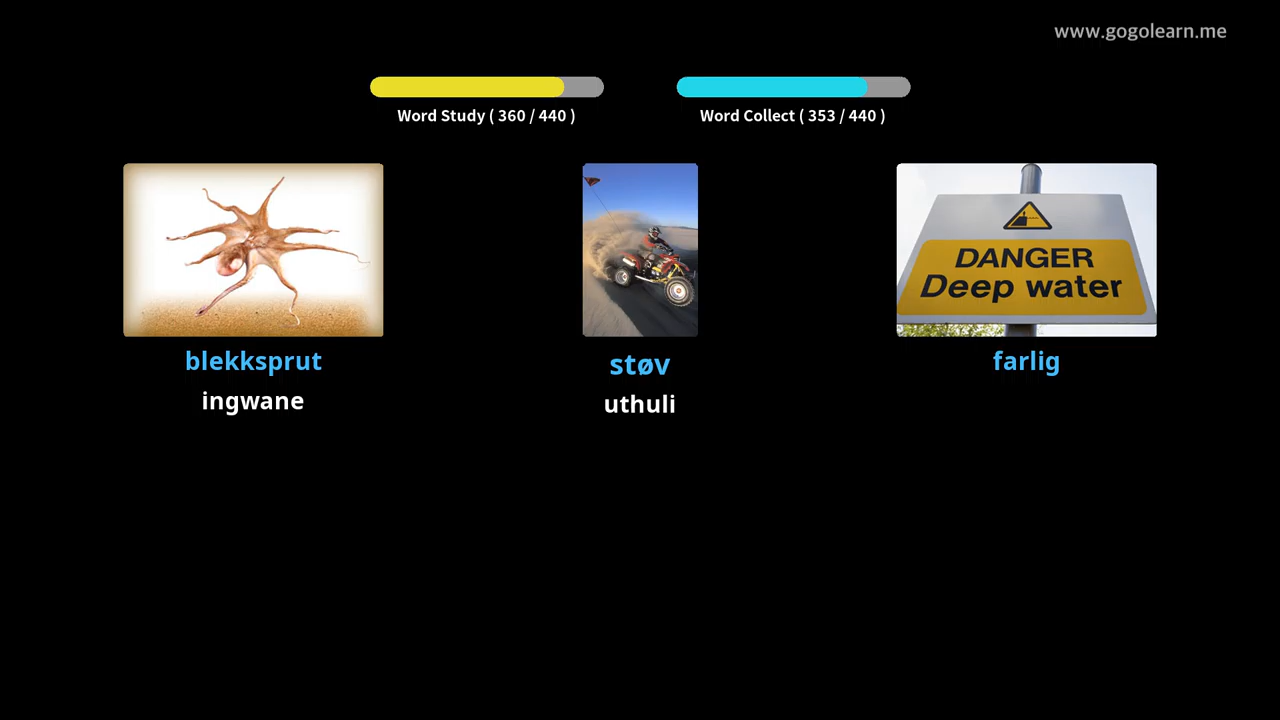 www.gogolearn.me
Word Study ( 360 / 440 )
Word Collect ( 353 / 440 )
DANGER
Deep water
blekksprut
støv
farlig
ingwane
uthuli